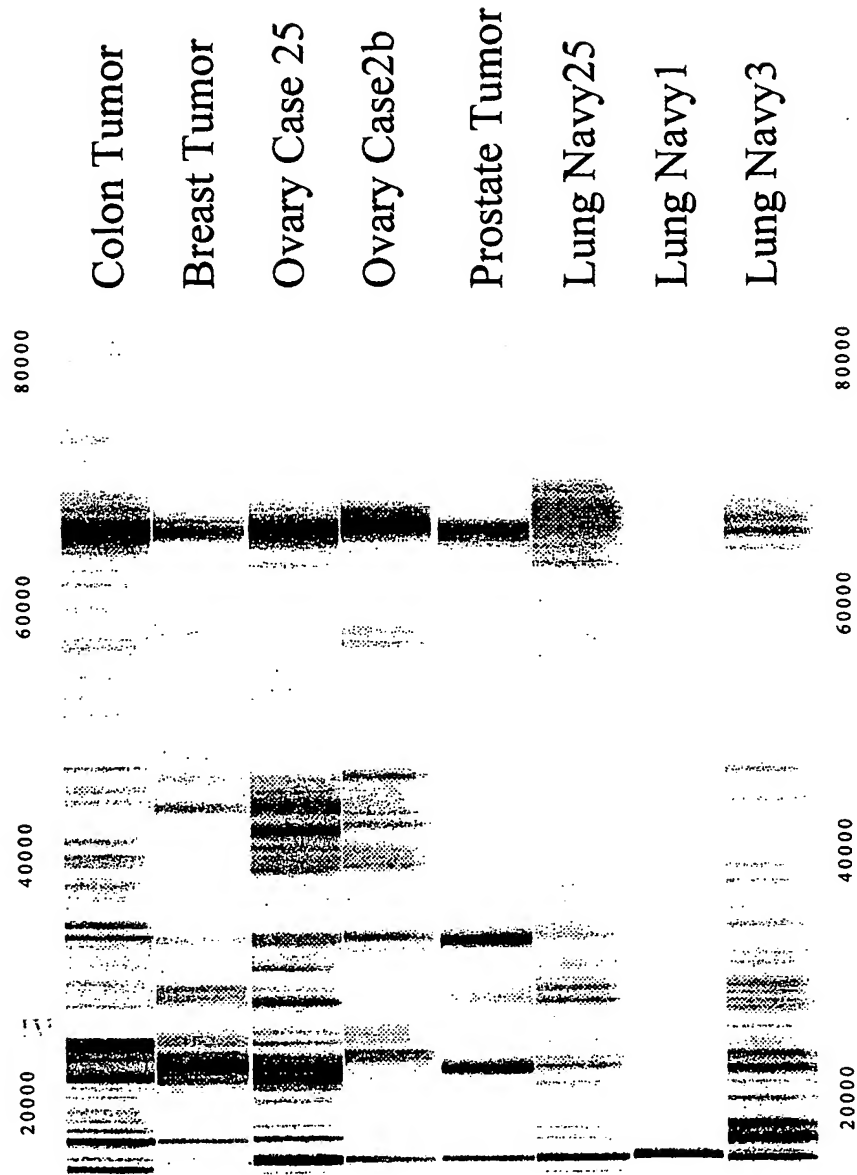 Colon Tumor
Breast Tumor
Ovary Case 25
Ovary Case2b
Prostate Tumor
Lung Navy25
Lung Navy1
Lung Navy3
80000
60000
40000
20000
80000
60000
40000
20000